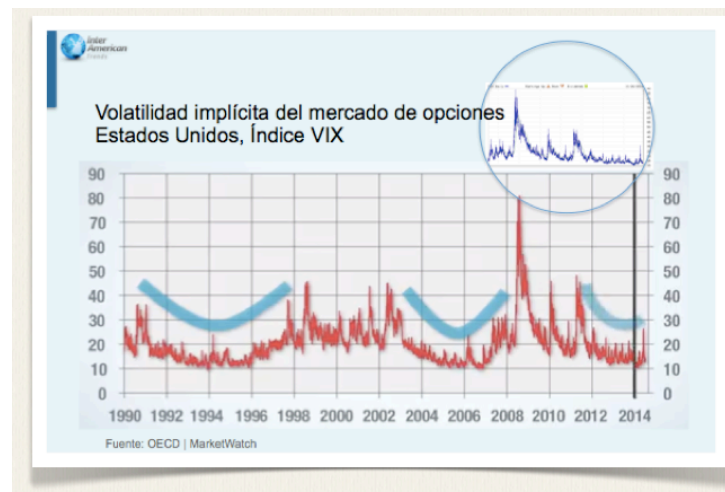 Inter
American
Volatilidad implícita del mercado de opciones
Estados Unidos, Índice VIX
90 90
80 80
70 70
60 60
50 50
40 40
30 30
20 20
10 10
0 0
1990 1992 1994 1996 1998 2000 2002 2004 2006 2008 2010 2012 2014
Fuente: OECD | MarketWatch